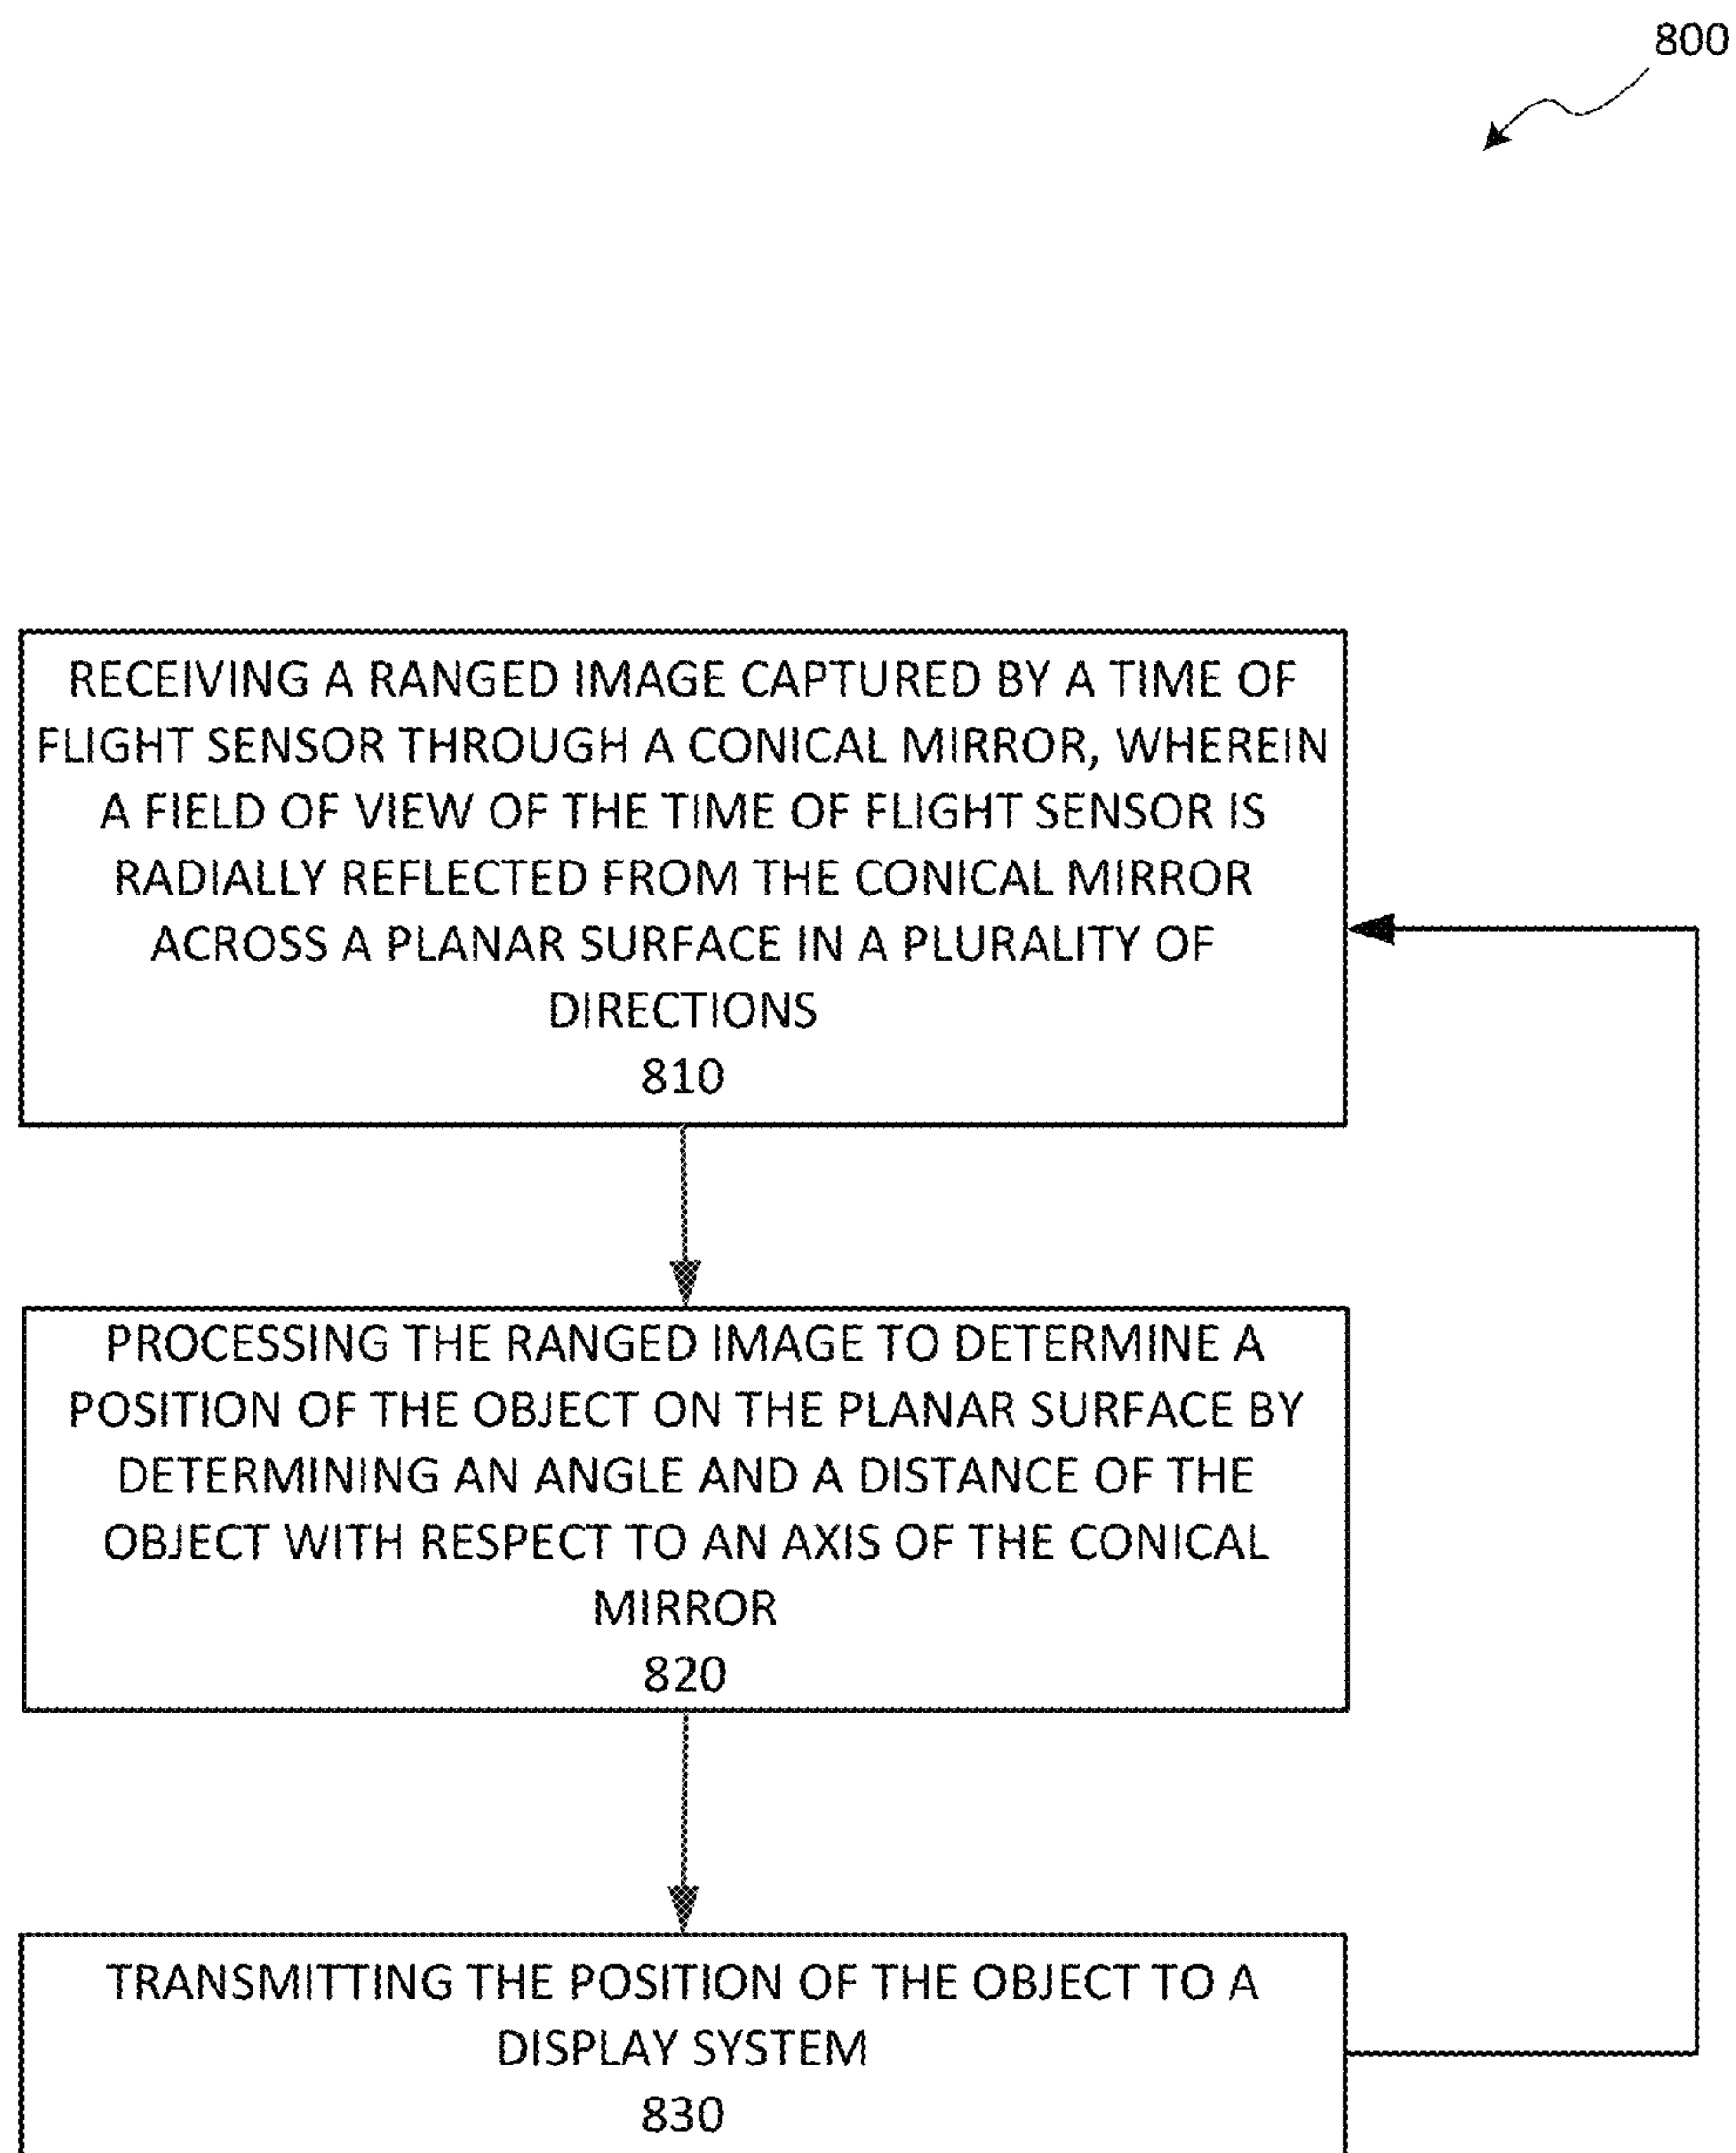 800
RECEIVING A RANGED IMAGE CAPTURED BY A TIME OF
FLIGHT SENSOR THROUGH A CONICAL MIRROR, WHEREIN
A FIELD OF VIEW OF THE TIME OF FLIGHT SENSOR IS
RADIALLY REFLECTED FROM THE CONICAL MIRROR
ACROSS A PLANAR SURFACE IN A PLURALITY OF
DIRECTIONS
810
PROCESSING THE RANGED IMAGE TO DETERMINE A
POSITION OF THE OBJECT ON THE PLANAR SURFACE BY
DETERMINING AN ANGLE AND A DISTANCE OF THE
OBJECT WITH RESPECT TO AN AXIS OF THE CONICAL
MIRROR
820
TRANSMITTING THE POSITION OF THE OBJECT TO A
DISPLAY SYSTEM
830